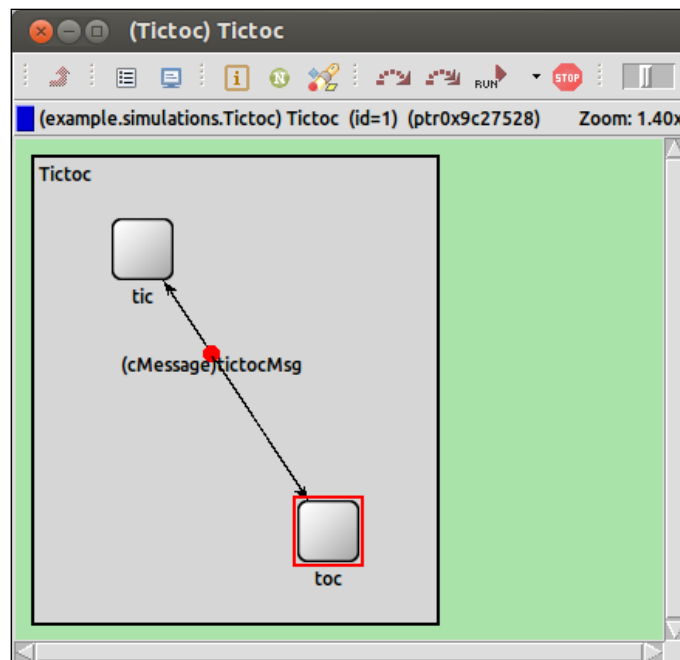 (Tictoc) Tictoc
i N RUN STOP
(example.simulations.Tictoc) Tictoc (id=1) (ptr0x9c27528) Zoom: 1.40x
Tictoc
tic
(cMessage)tictocMsg
toc